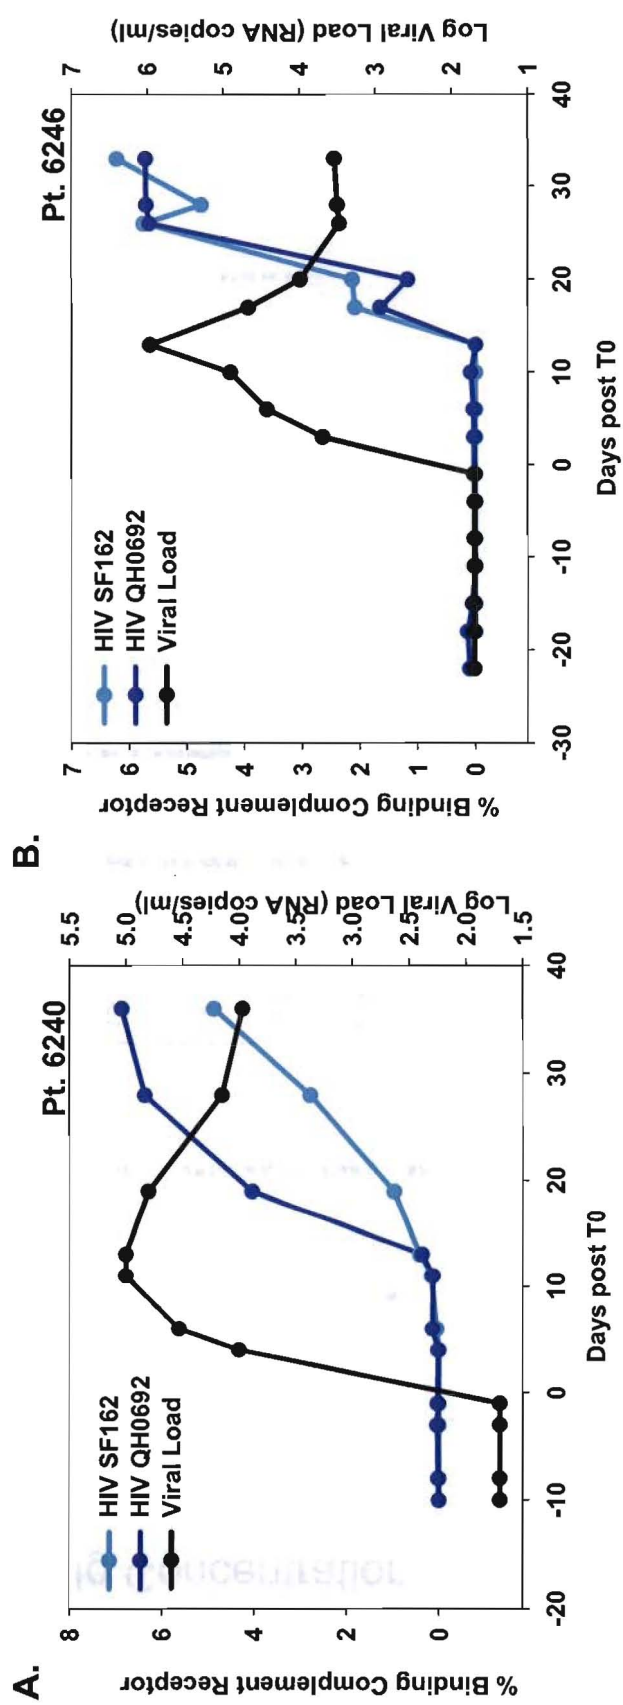 A.
Pt. 6240
HIV SF162
HIV QH0692
Viral Load
% Binding Complement Receptor
8
6
4
2
0
Log Viral Load (RNA copies/ml)
5.5
5.0
4.5
4.0
3.5
3.0
2.5
2.0
1.5
-20
-10
0
10
20
30
40
Days post T0
B.
Pt. 6246
HIV SF162
HIV QH0692
Viral Load
% Binding Complement Receptor
7
6
5
4
3
2
1
0
Log Viral Load (RNA copies/ml)
7
6
5
4
3
2
1
-30
-20
-10
0
10
20
30
40
Days post T0